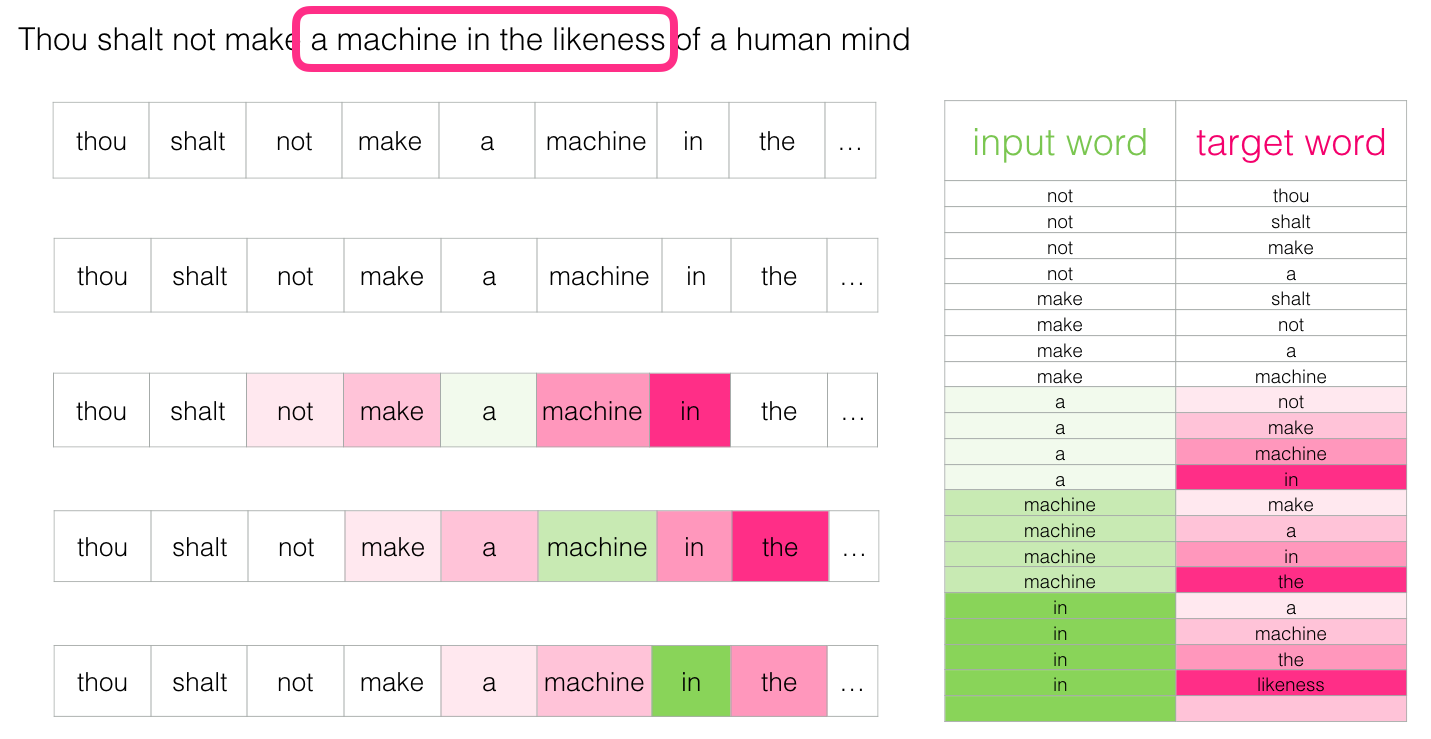 Thou shalt not make a machine in the likeness of a human mind
thou shalt not make a machine in the …
thou shalt not make a machine in the …
thou shalt not make a machine in the …
thou shalt not make a machine in the …
thou shalt not make a machine in the …
input word target word
not thou
not shalt
not make
not a
make shalt
make not
make a
make machine
a not
a make
a machine
a in
machine make
machine a
machine in
machine the
in a
in machine
in the
in likeness